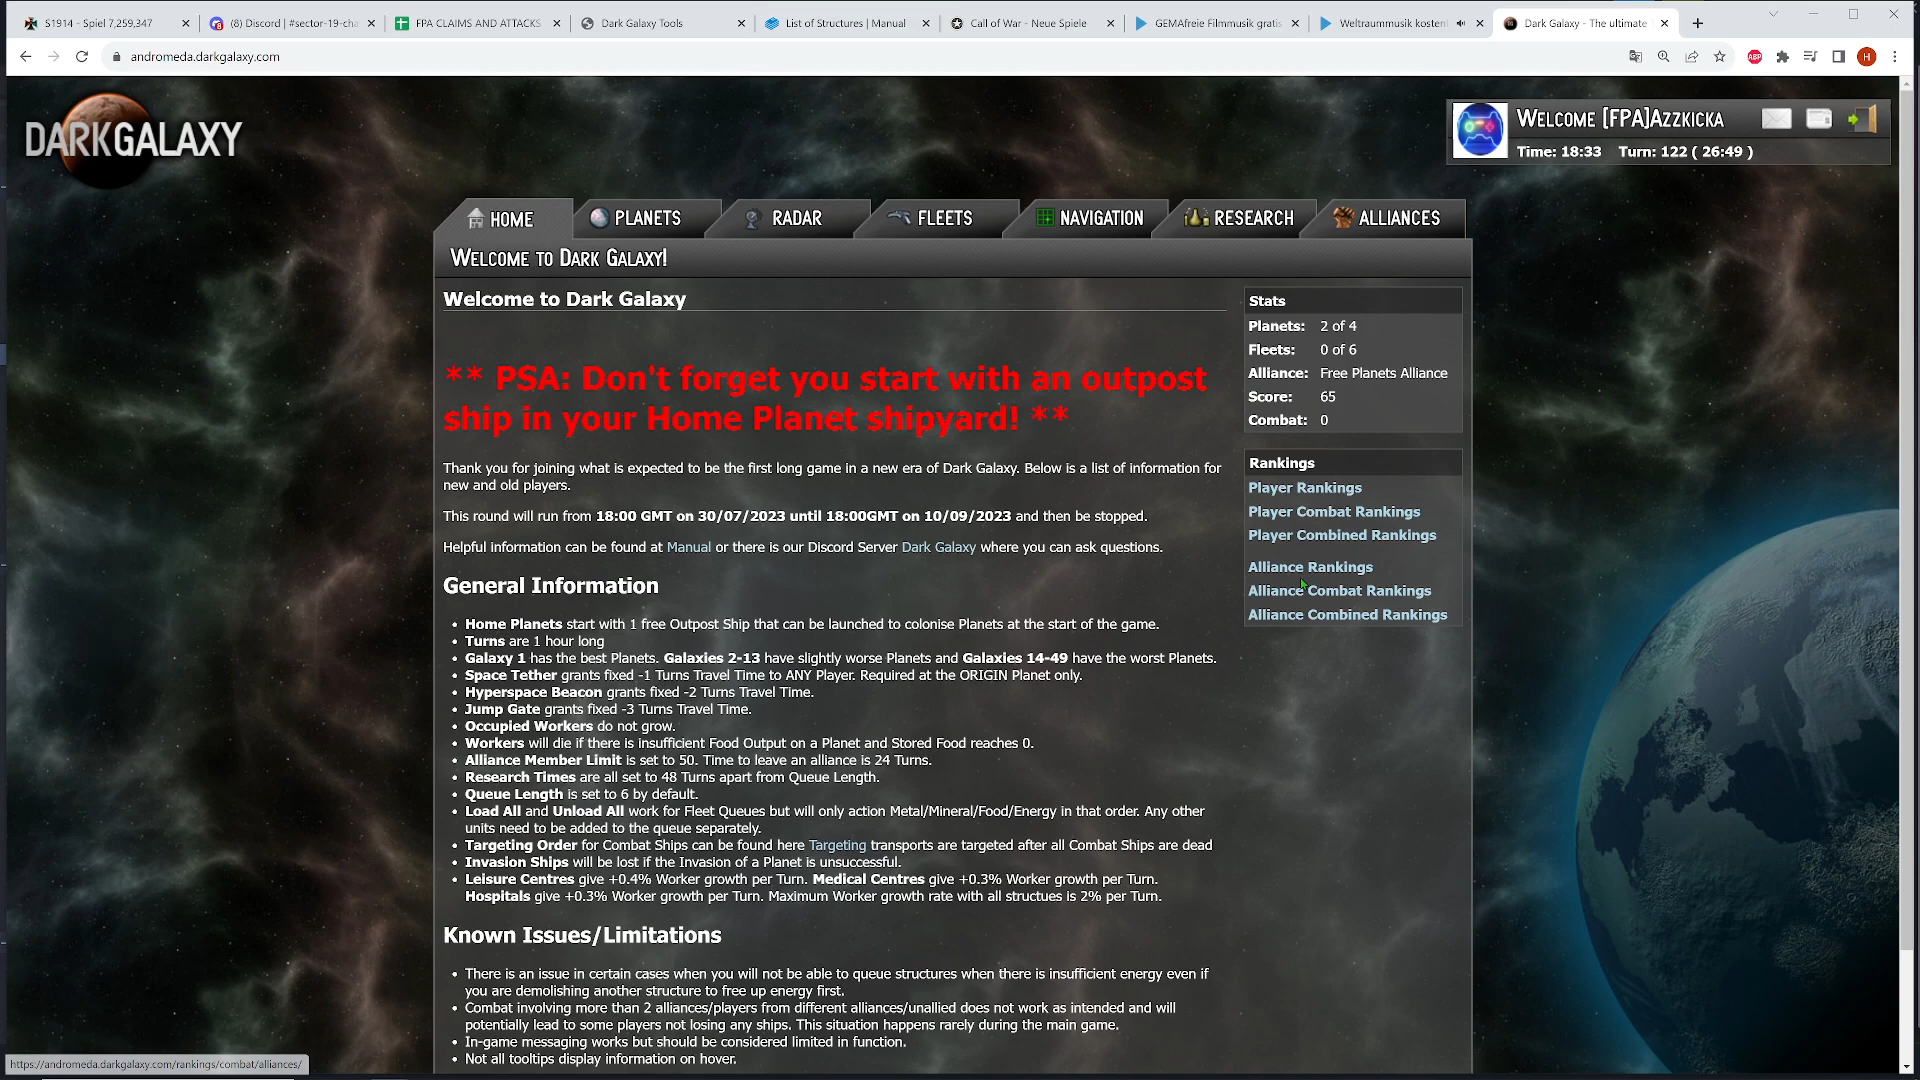 S1914 - Spiel 7,259,347
(8) Discord | #sector-19-cha
FPA CLAIMS AND ATTACKS
Dark Galaxy Tools
List of Structures | Manual
Call of War - Neue Spiele
GEMAfreie Filmmusik gratis
Weltraummusik kostenl
Dark Galaxy - The ultimate
andromeda.darkgalaxy.com
ABP
H
DARKGALAXY
WELCOME [FPA]AZZKICKA
Time: 18:33 Turn: 122 ( 26:49 )
HOME
PLANETS
RADAR
FLEETS
NAVIGATION
RESEARCH
ALLIANCES
WELCOME TO DARK GALAXY!
Welcome to Dark Galaxy
** PSA: Don't forget you start with an outpost
ship in your Home Planet shipyard! **
Thank you for joining what is expected to be the first long game in a new era of Dark Galaxy. Below is a list of information for
new and old players.
This round will run from 18:00 GMT on 30/07/2023 until 18:00GMT on 10/09/2023 and then be stopped.
Helpful information can be found at Manual or there is our Discord Server Dark Galaxy where you can ask questions.
General Information
• Home Planets start with 1 free Outpost Ship that can be launched to colonise Planets at the start of the game.
• Turns are 1 hour long
• Galaxy 1 has the best Planets. Galaxies 2-13 have slightly worse Planets and Galaxies 14-49 have the worst Planets.
• Space Tether grants fixed -1 Turns Travel Time to ANY Player. Required at the ORIGIN Planet only.
• Hyperspace Beacon grants fixed -2 Turns Travel Time.
• Jump Gate grants fixed -3 Turns Travel Time.
• Occupied Workers do not grow.
• Workers will die if there is insufficient Food Output on a Planet and Stored Food reaches 0.
• Alliance Member Limit is set to 50. Time to leave an alliance is 24 Turns.
• Research Times are all set to 48 Turns apart from Queue Length.
• Queue Length is set to 6 by default.
• Load All and Unload All work for Fleet Queues but will only action Metal/Mineral/Food/Energy in that order. Any other
units need to be added to the queue separately.
• Targeting Order for Combat Ships can be found here Targeting transports are targeted after all Combat Ships are dead
• Invasion Ships will be lost if the Invasion of a Planet is unsuccessful.
• Leisure Centres give +0.4% Worker growth per Turn. Medical Centres give +0.3% Worker growth per Turn.
Hospitals give +0.3% Worker growth per Turn. Maximum Worker growth rate with all structues is 2% per Turn.
Known Issues/Limitations
• There is an issue in certain cases when you will not be able to queue structures when there is insufficient energy even if
you are demolishing another structure to free up energy first.
• Combat involving more than 2 alliances/players from different alliances/unallied does not work as intended and will
potentially lead to some players not losing any ships. This situation happens rarely during the main game.
• In-game messaging works but should be considered limited in function.
• Not all tooltips display information on hover.
Stats
Planets: 2 of 4
Fleets: 0 of 6
Alliance: Free Planets Alliance
Score: 65
Combat: 0
Rankings
Player Rankings
Player Combat Rankings
Player Combined Rankings
Alliance Rankings
Alliance Combat Rankings
Alliance Combined Rankings
https://andromeda.darkgalaxy.com/rankings/combat/alliances/